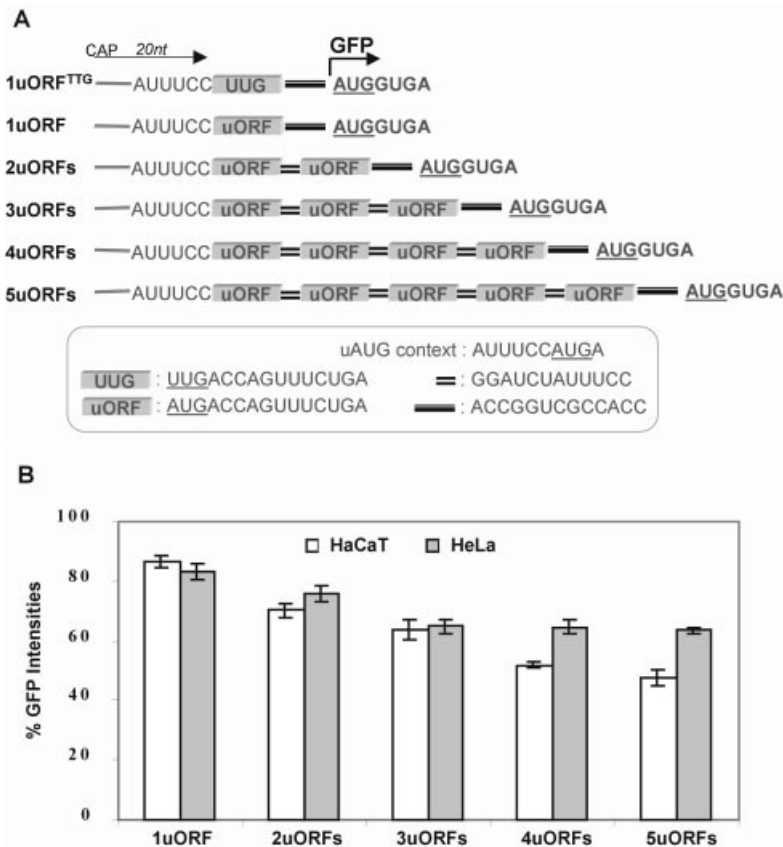 A
CAP 20nt GFP
1uORFTTG AUUUCC UUG AUGGUGA
1uORF AUUUCC uORF AUGGUGA
2uORFs AUUUCC uORF uORF AUGGUGA
3uORFs AUUUCC uORF uORF uORF AUGGUGA
4uORFs AUUUCC uORF uORF uORF uORF AUGGUGA
5uORFs AUUUCC uORF uORF uORF uORF uORF AUGGUGA
uAUG context : AUUUCCAUGA
UUG : UUGACCAGUUUCUGA = : GGAUCUAUUUCC
uORF : AUGACCAGUUUCUGA : ACCGGUCGCCACC
B
% GFP Intensities
100
80
60
40
20
0
HaCaT HeLa
1uORF 2uORFs 3uORFs 4uORFs 5uORFs